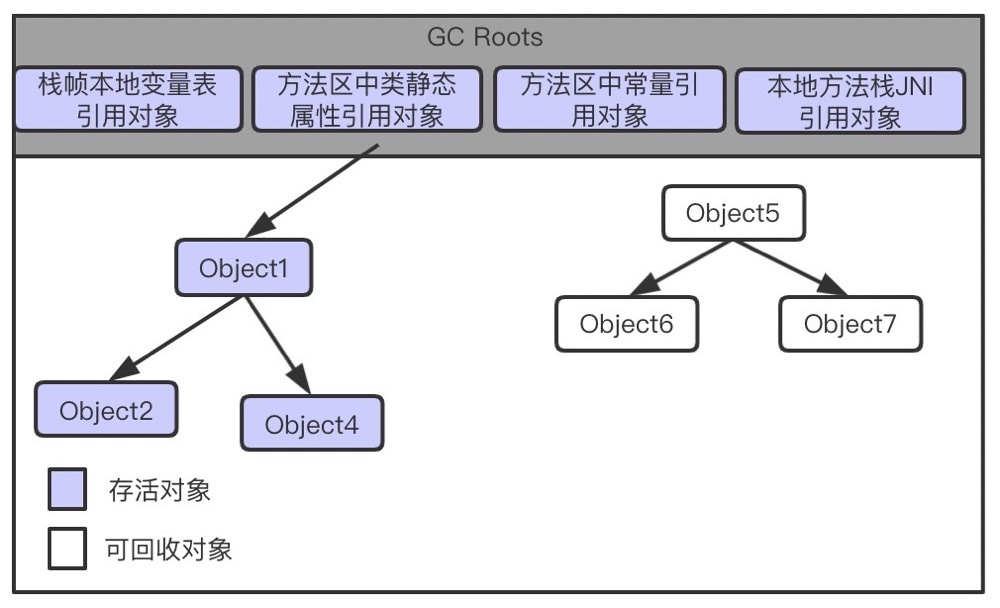 GC Roots
栈帧本地变量表
引用对象
方法区中类静态
属性引用对象
方法区中常量引
用对象
本地方法栈JNI
引用对象
Object5
Object1
Object6
Object7
Object2
Object4
存活对象
可回收对象